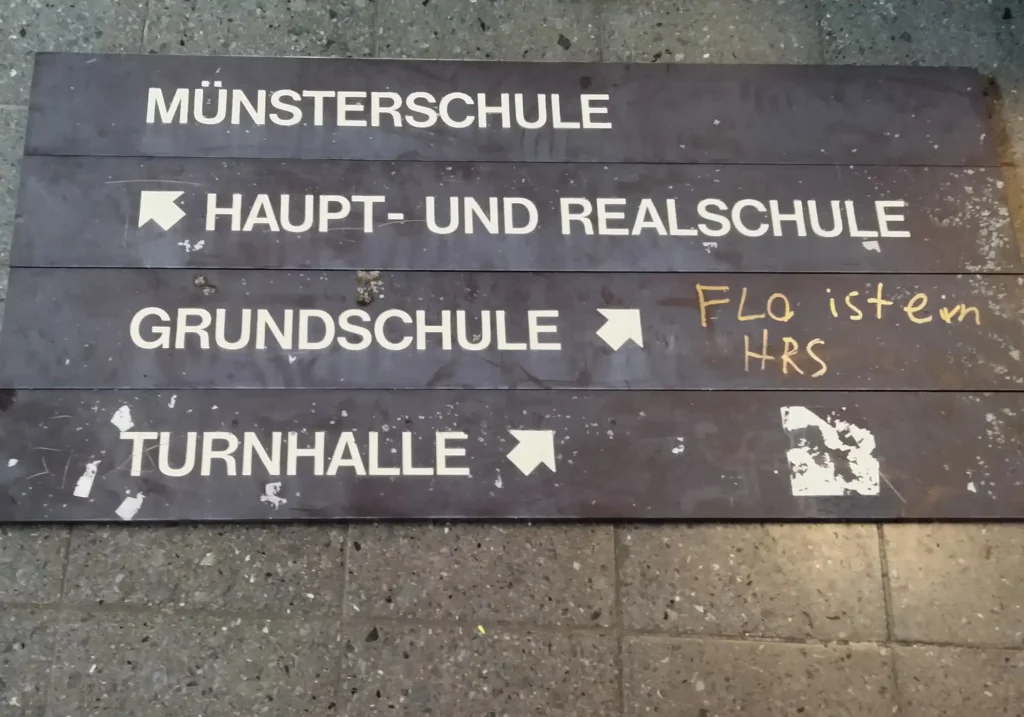 MÜNSTERSCHULE
HAUPT- UND REALSCHULE
GRUNDSCHULE
FLO ist ein
HRS
TURNHALLE